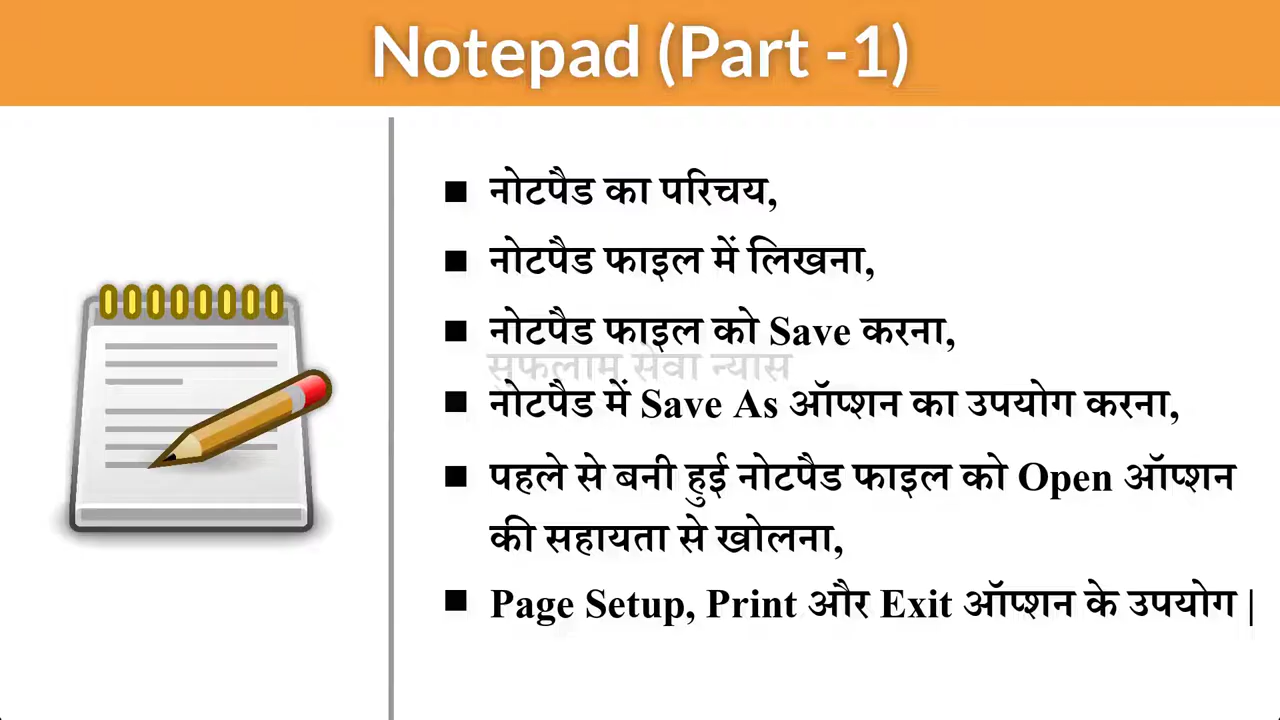 Notepad (Part -1)
■ नोटपैड का परिचय,
■ नोटपैड फाइल में लिखना,
■ नोटपैड फाइल को Save करना,
सुफलाम सेवा न्यास
■ नोटपैड में Save As ऑप्शन का उपयोग करना,
■ पहले से बनी हुई नोटपैड फाइल को Open ऑप्शन
की सहायता से खोलना,
■ Page Setup, Print और Exit ऑप्शन के उपयोग |